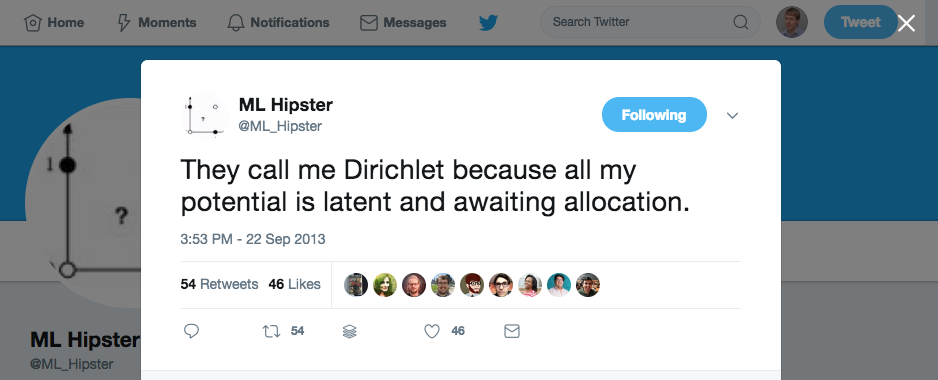 Home Moments Notifications Messages Search Twitter Tweet
ML Hipster
@ML_Hipster
Following
They call me Dirichlet because all my
potential is latent and awaiting allocation.
3:53 PM - 22 Sep 2013
54 Retweets 46 Likes
54 46
1
?
ML Hipster
@ML_Hipster